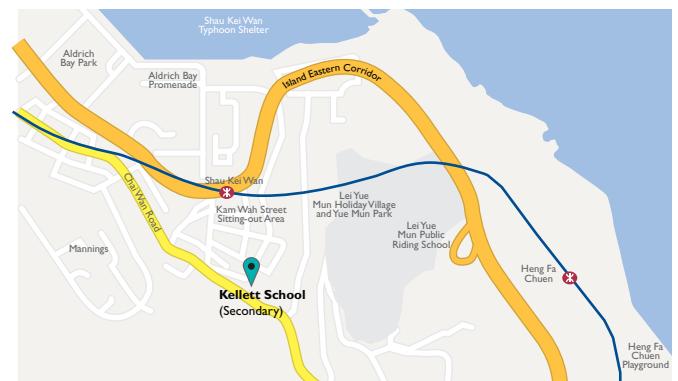 Shau Kei Wan
Typhoon Shelter
Aldrich
Bay Park
Aldrich Bay
Promenade
Island Eastern Corridor
Shau Kei Wan
Chai Wan Road
Kam Wah Street
Sitting-out Area
Lei Yue
Mun Holiday Village
and Yue Mun Park
Lei Yue
Mun Public
Riding School
Mannings
Heng Fa
Chuen
Kellett School
(Secondary)
Heng Fa
Chuen
Playground